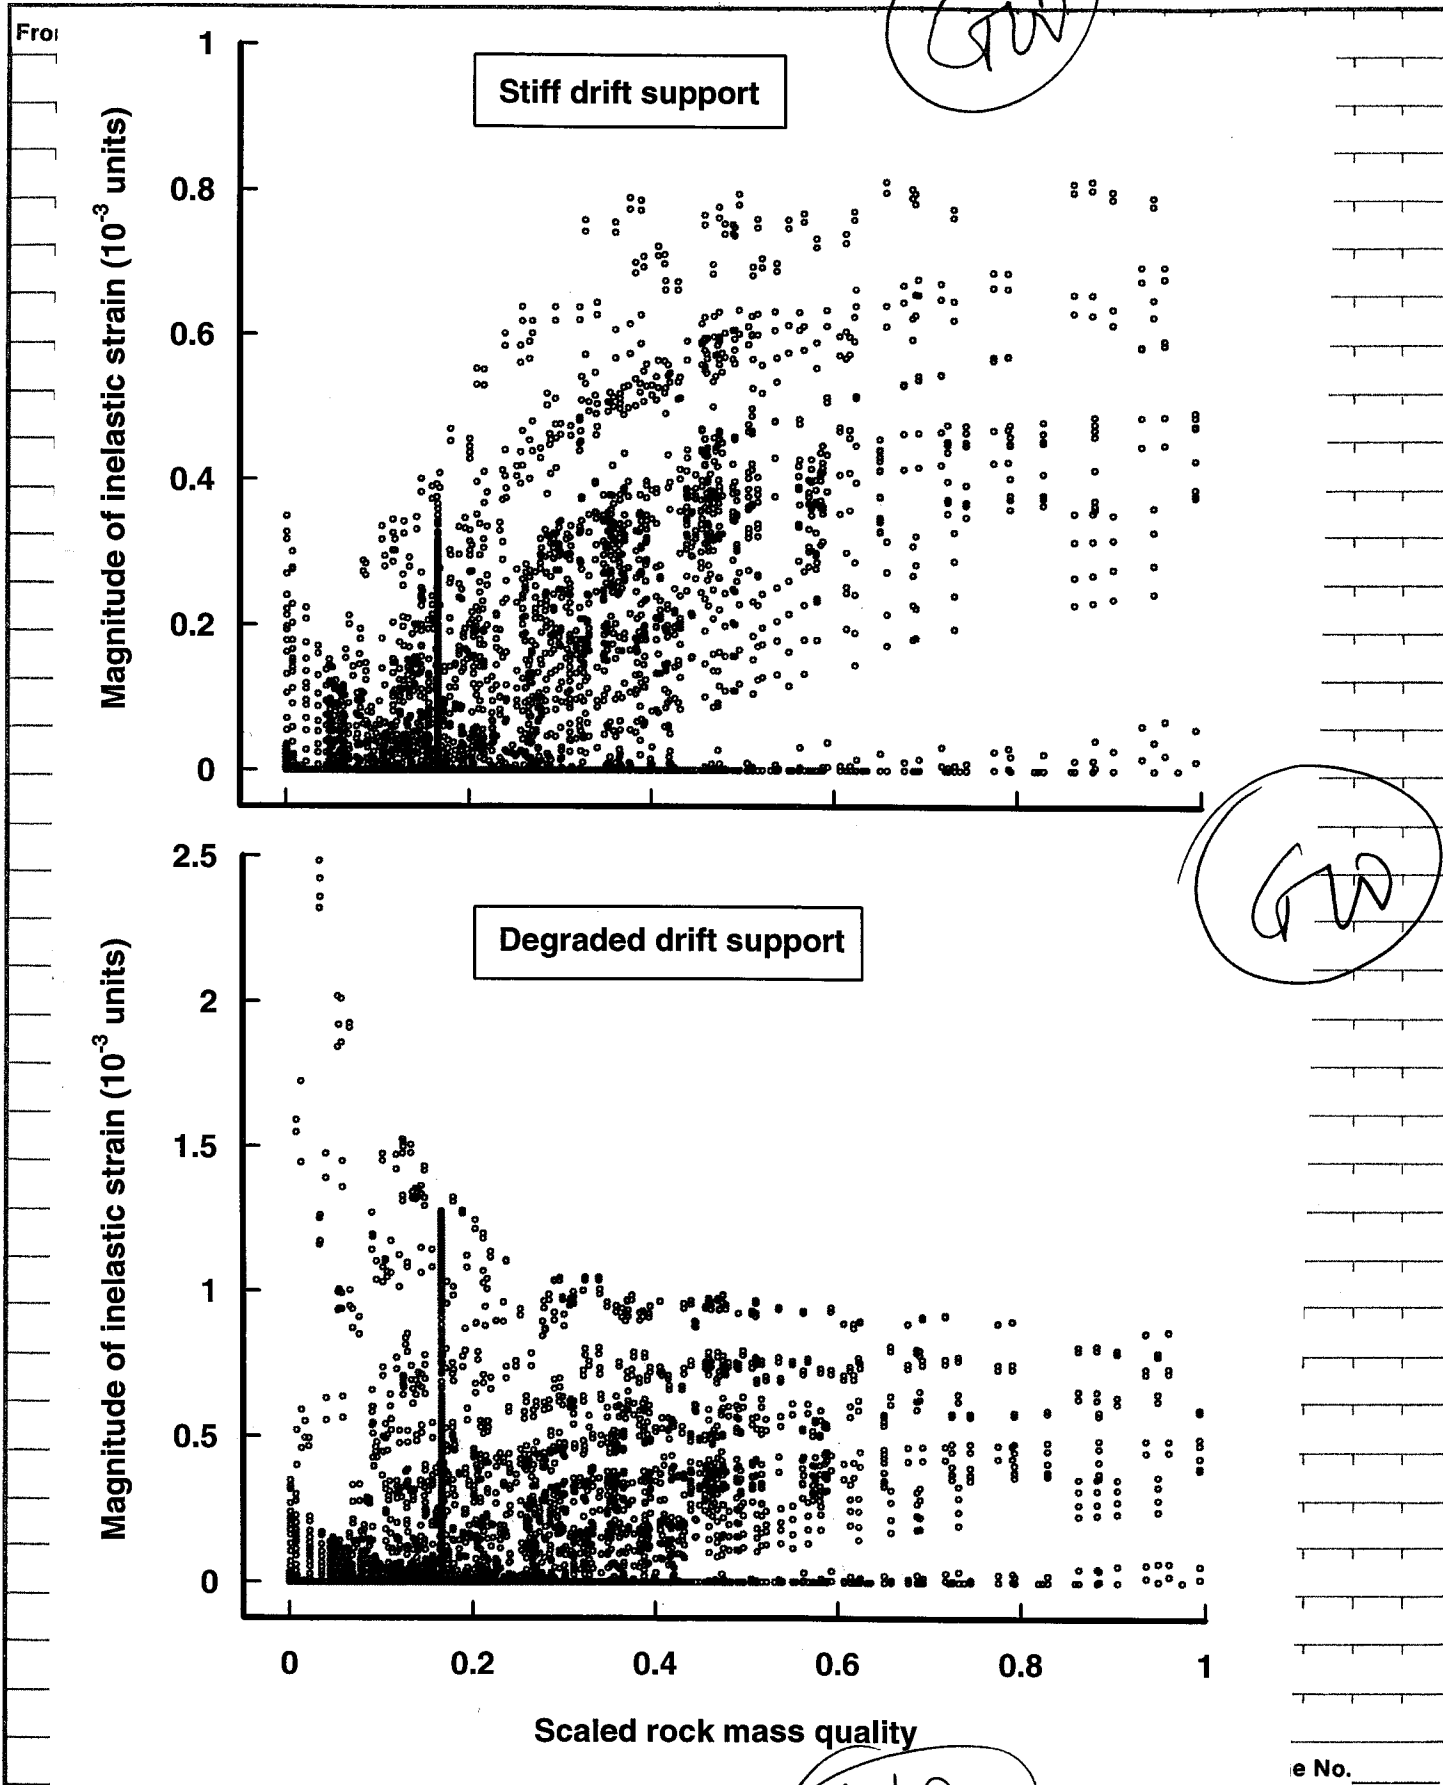 Fro
1
Stiff drift support
0.8
0.6
0.4
0.2
0
Magnitude of inelastic strain (10-3 units)
2.5
Degraded drift support
2
1.5
1
0.5
0
Magnitude of inelastic strain (10-3 units)
0 0.2 0.4 0.6 0.8 1
Scaled rock mass quality
e No.